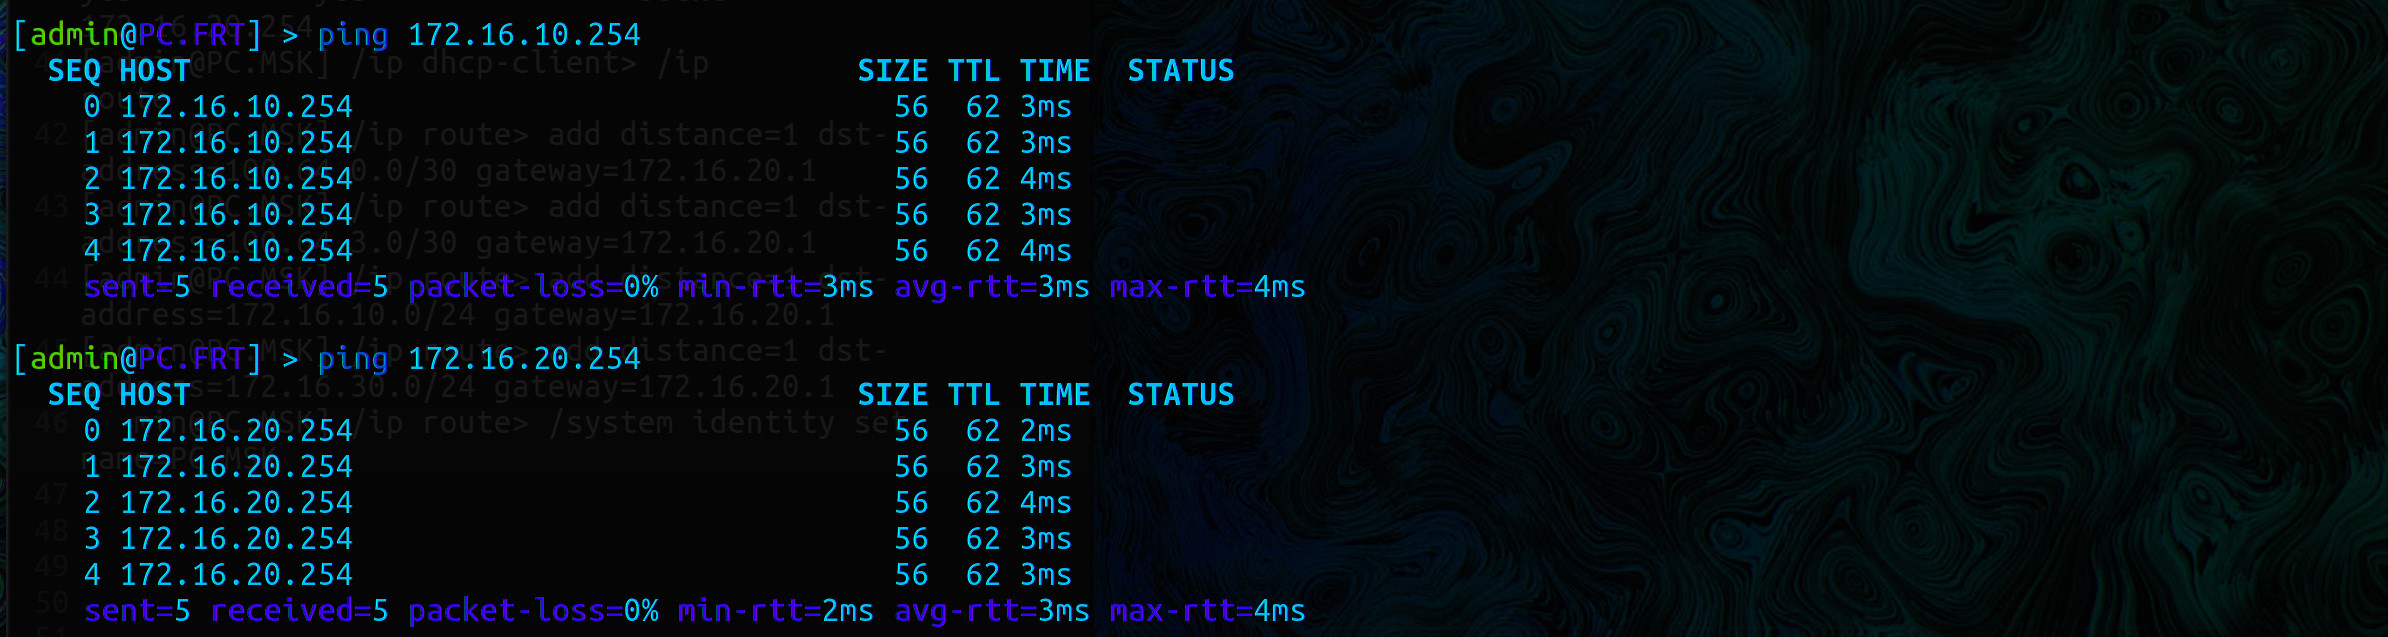 [admin@PC.FRT] > ping 172.16.10.254
SEQ HOST SIZE TTL TIME STATUS
0 172.16.10.254 56 62 3ms
1 172.16.10.254 56 62 3ms
2 172.16.10.254 56 62 4ms
3 172.16.10.254 56 62 3ms
4 172.16.10.254 56 62 4ms
sent=5 received=5 packet-loss=0% min-rtt=3ms avg-rtt=3ms max-rtt=4ms
[admin@PC.FRT] > ping 172.16.20.254
SEQ HOST SIZE TTL TIME STATUS
0 172.16.20.254 56 62 2ms
1 172.16.20.254 56 62 3ms
2 172.16.20.254 56 62 4ms
3 172.16.20.254 56 62 3ms
4 172.16.20.254 56 62 3ms
sent=5 received=5 packet-loss=0% min-rtt=2ms avg-rtt=3ms max-rtt=4ms